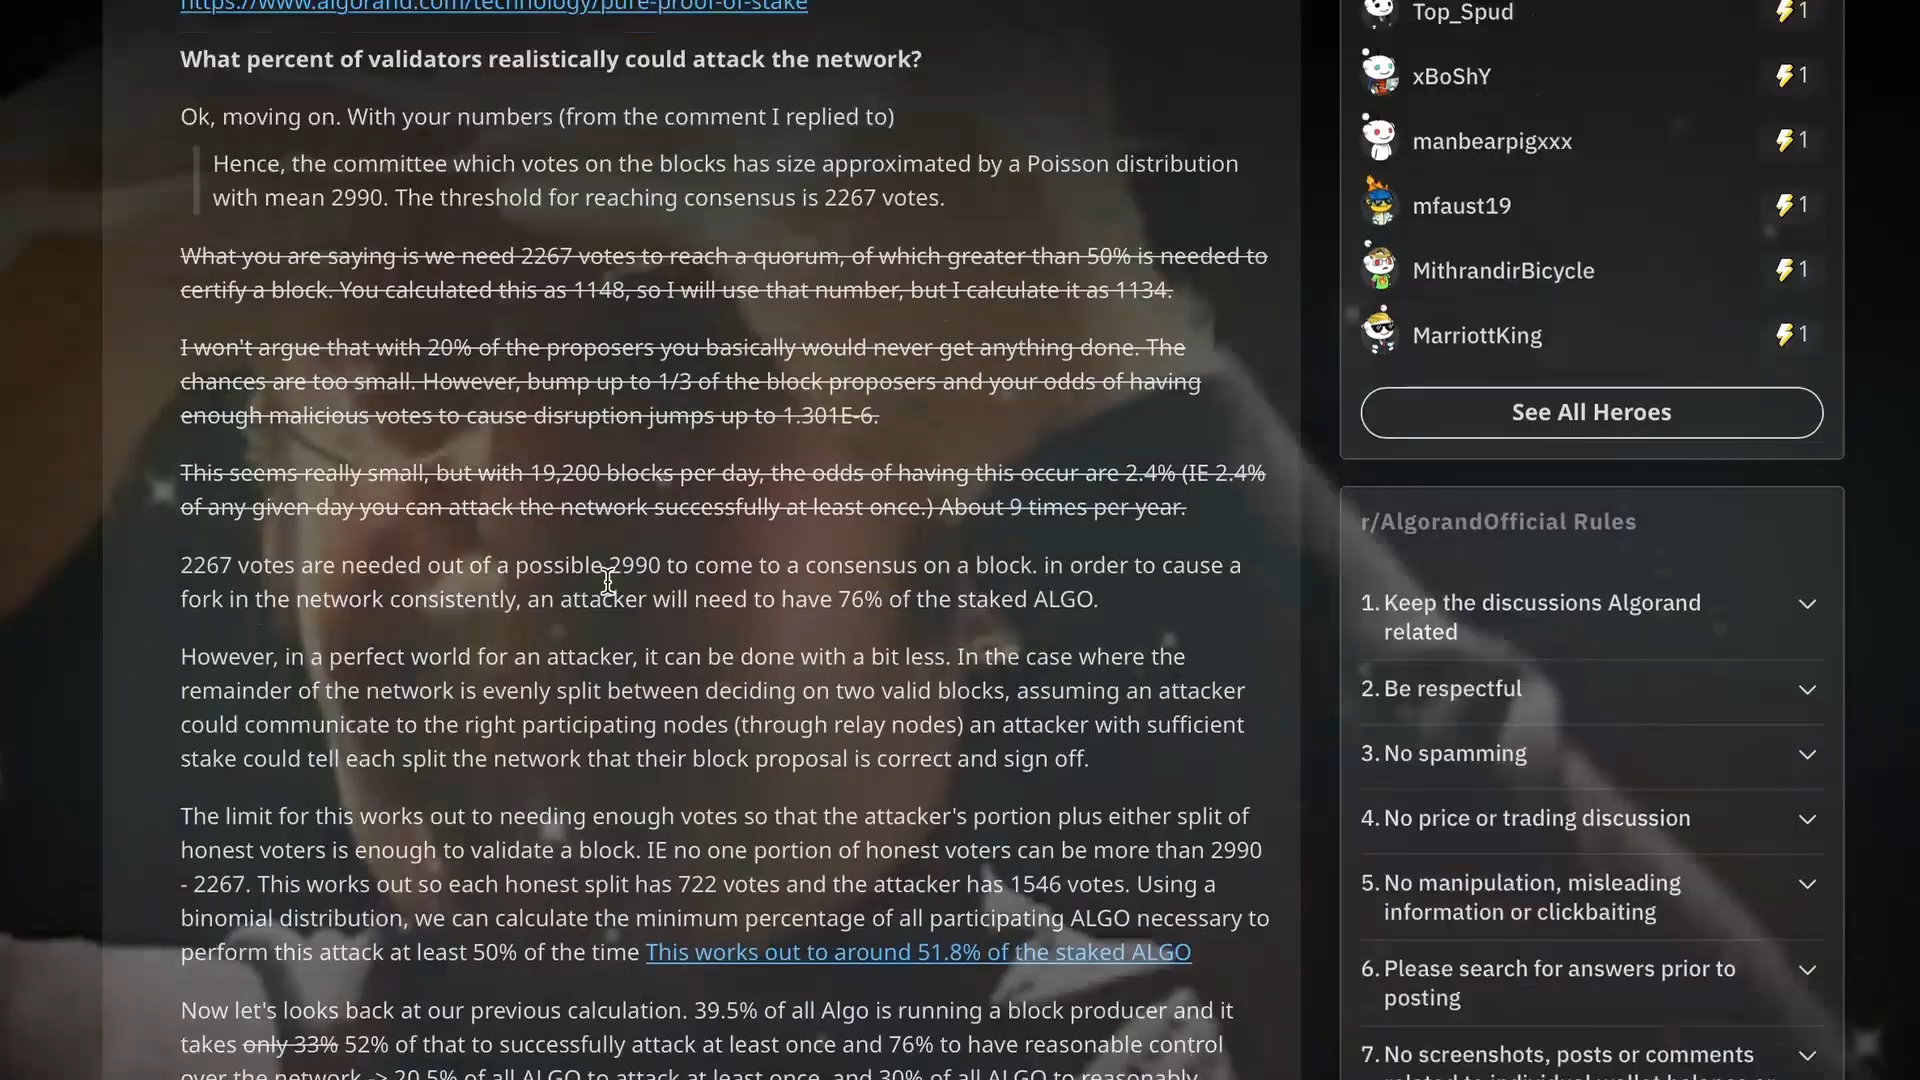 https://www.algorand.com/technology/pure-proof-of-stake
What percent of validators realistically could attack the network?
Ok, moving on. With your numbers (from the comment I replied to)
Hence, the committee which votes on the blocks has size approximated by a Poisson distribution
with mean 2990. The threshold for reaching consensus is 2267 votes.
What you are saying is we need 2267 votes to reach a quorum, of which greater than 50% is needed to
certify a block. You calculated this as 1148, so I will use that number, but I calculate it as 1134.
I won't argue that with 20% of the proposers you basically would never get anything done. The
chances are too small. However, bump up to 1/3 of the block proposers and your odds of having
enough malicious votes to cause disruption jumps up to 1.301E-6.
This seems really small, but with 19,200 blocks per day, the odds of having this occur are 2.4% (IE 2.4%
of any given day you can attack the network successfully at least once.) About 9 times per year.
2267 votes are needed out of a possible 2990 to come to a consensus on a block. in order to cause a
fork in the network consistently, an attacker will need to have 76% of the staked ALGO.
However, in a perfect world for an attacker, it can be done with a bit less. In the case where the
remainder of the network is evenly split between deciding on two valid blocks, assuming an attacker
could communicate to the right participating nodes (through relay nodes) an attacker with sufficient
stake could tell each split the network that their block proposal is correct and sign off.
The limit for this works out to needing enough votes so that the attacker's portion plus either split of
honest voters is enough to validate a block. IE no one portion of honest voters can be more than 2990
- 2267. This works out so each honest split has 722 votes and the attacker has 1546 votes. Using a
binomial distribution, we can calculate the minimum percentage of all participating ALGO necessary to
perform this attack at least 50% of the time This works out to around 51.8% of the staked ALGO
Now let's looks back at our previous calculation. 39.5% of all Algo is running a block producer and it
takes only 33% 52% of that to successfully attack at least once and 76% to have reasonable control
over the network -> 20.5% of all ALGO to attack at least once, and 30% of all ALGO to reasonably
Top_Spud 1
xBoShY 1
manbearpigxxx 1
mfaust19 1
MithrandirBicycle 1
MarriottKing 1
See All Heroes
r/AlgorandOfficial Rules
1. Keep the discussions Algorand
related
2. Be respectful
3. No spamming
4. No price or trading discussion
5. No manipulation, misleading
information or clickbaiting
6. Please search for answers prior to
posting
7. No screenshots, posts or comments